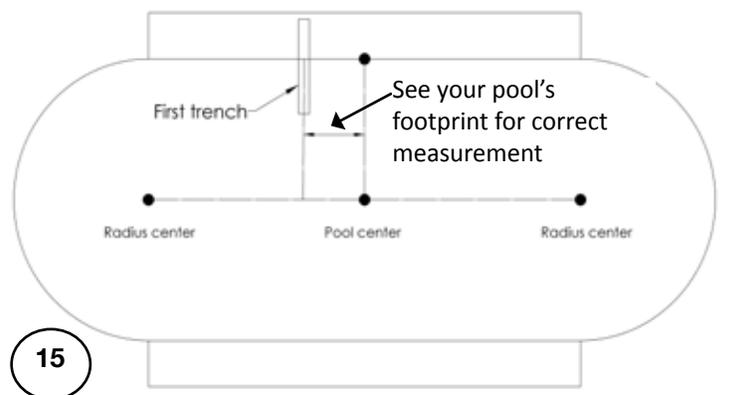 See your pool's
footprint for correct
measurement
First trench
Radius center
Pool center
Radius center
15